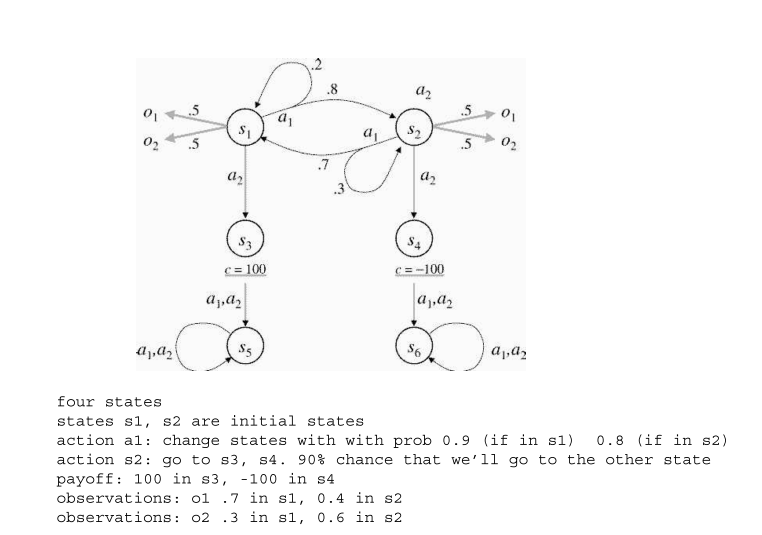 .2
.8
a2
o1 .5
a1
.5 o1
s1
a1
s2
o2 .5
.5 o2
.7
a2
.3
a2
s3
s4
c = 100
c = −100
a1,a2
a1,a2
a1,a2
s5
s6
a1,a2
four states
states s1, s2 are initial states
action a1: change states with with prob 0.9 (if in s1)  0.8 (if in s2)
action s2: go to s3, s4. 90% chance that we'll go to the other state
payoff: 100 in s3, -100 in s4
observations: o1 .7 in s1, 0.4 in s2
observations: o2 .3 in s1, 0.6 in s2